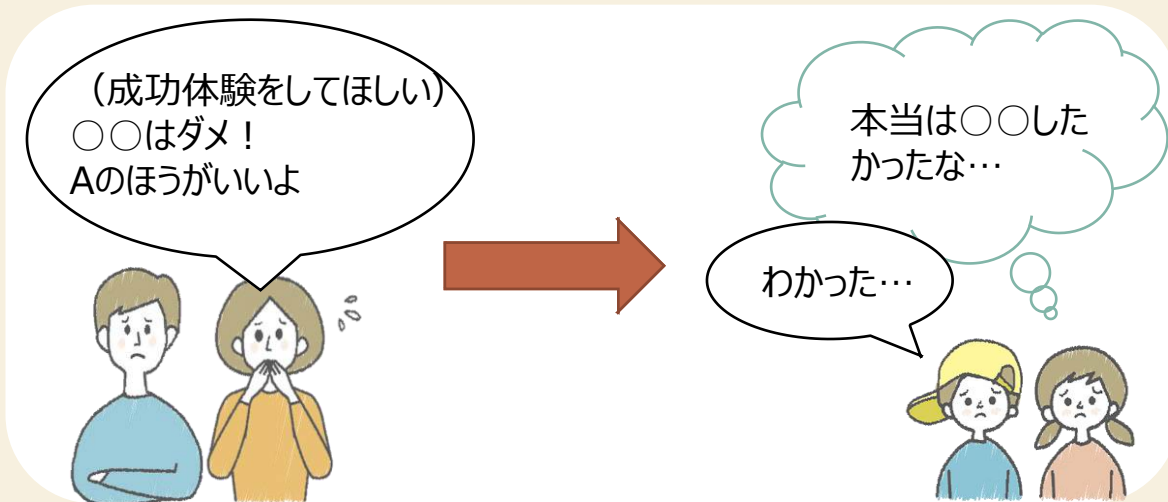 （成功体験をしてほしい）
○○はダメ！
Aのほうがいいよ
本当は○○した
かったな…
わかった…